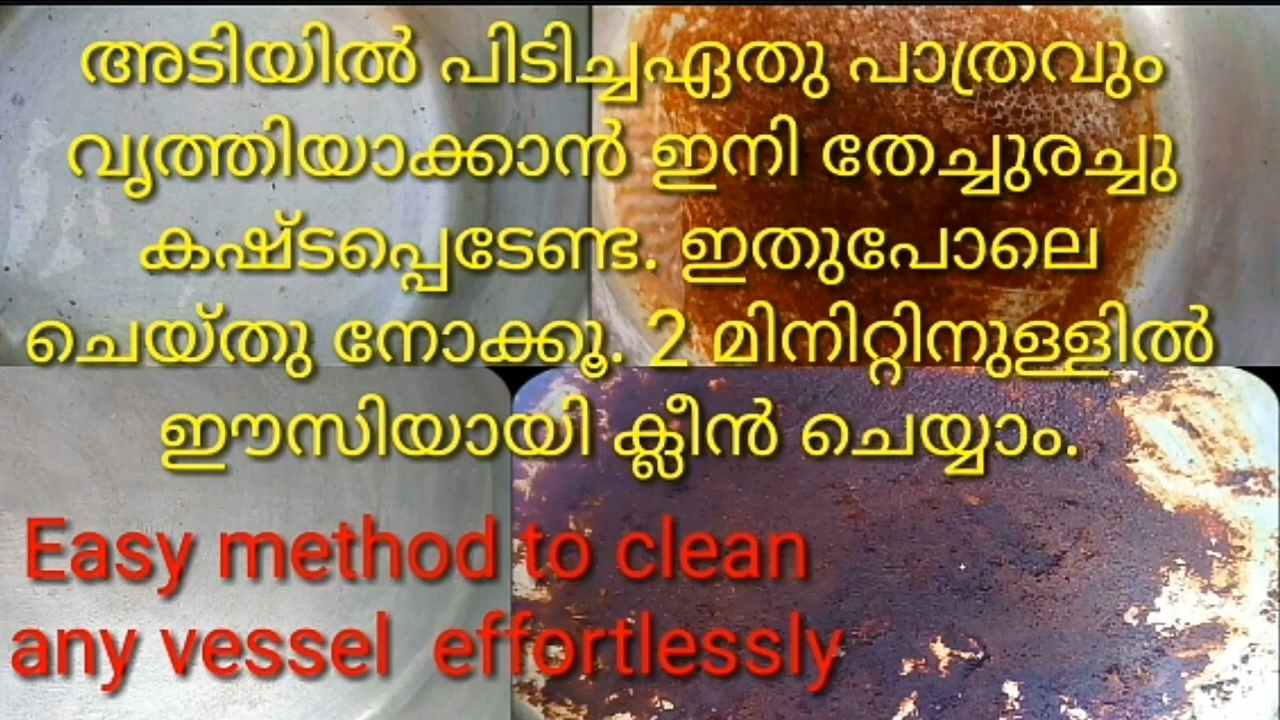 അടിയിൽ പിടിച്ചഏതു പാത്രവും
വൃത്തിയാക്കാൻ ഇനി തേച്ചുരച്ചു
കഷ്ടപ്പെടേണ്ട. ഇതുപോലെ
ചെയ്തു നോക്കൂ. 2 മിനിറ്റിനുള്ളിൽ
ഈസിയായി ക്ലീൻ ചെയ്യാം.
Easy method to clean
any vessel effortlessly